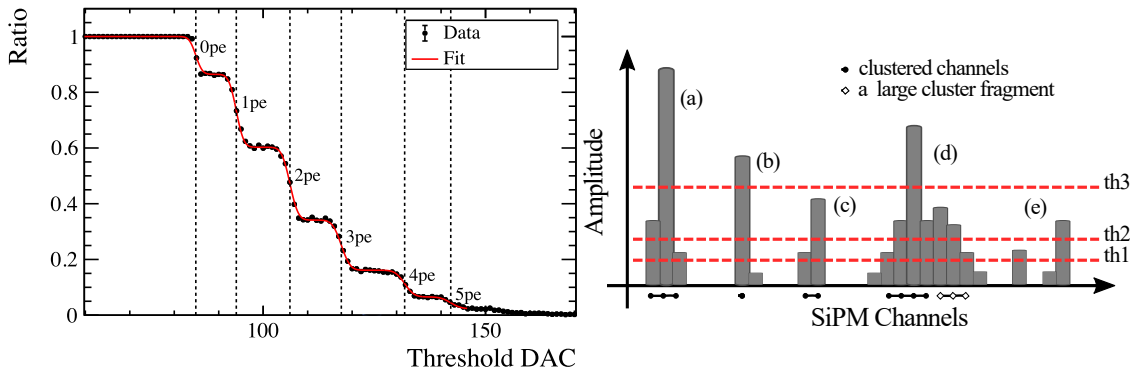 Ratio
1
0.8
0.6
0.4
0.2
0
100
150
Threshold DAC
Data
Fit
0pe
1pe
2pe
3pe
4pe
5pe
Amplitude
clustered channels
a large cluster fragment
(a)
(b)
(c)
(d)
(e)
th3
th2
th1
SiPM Channels